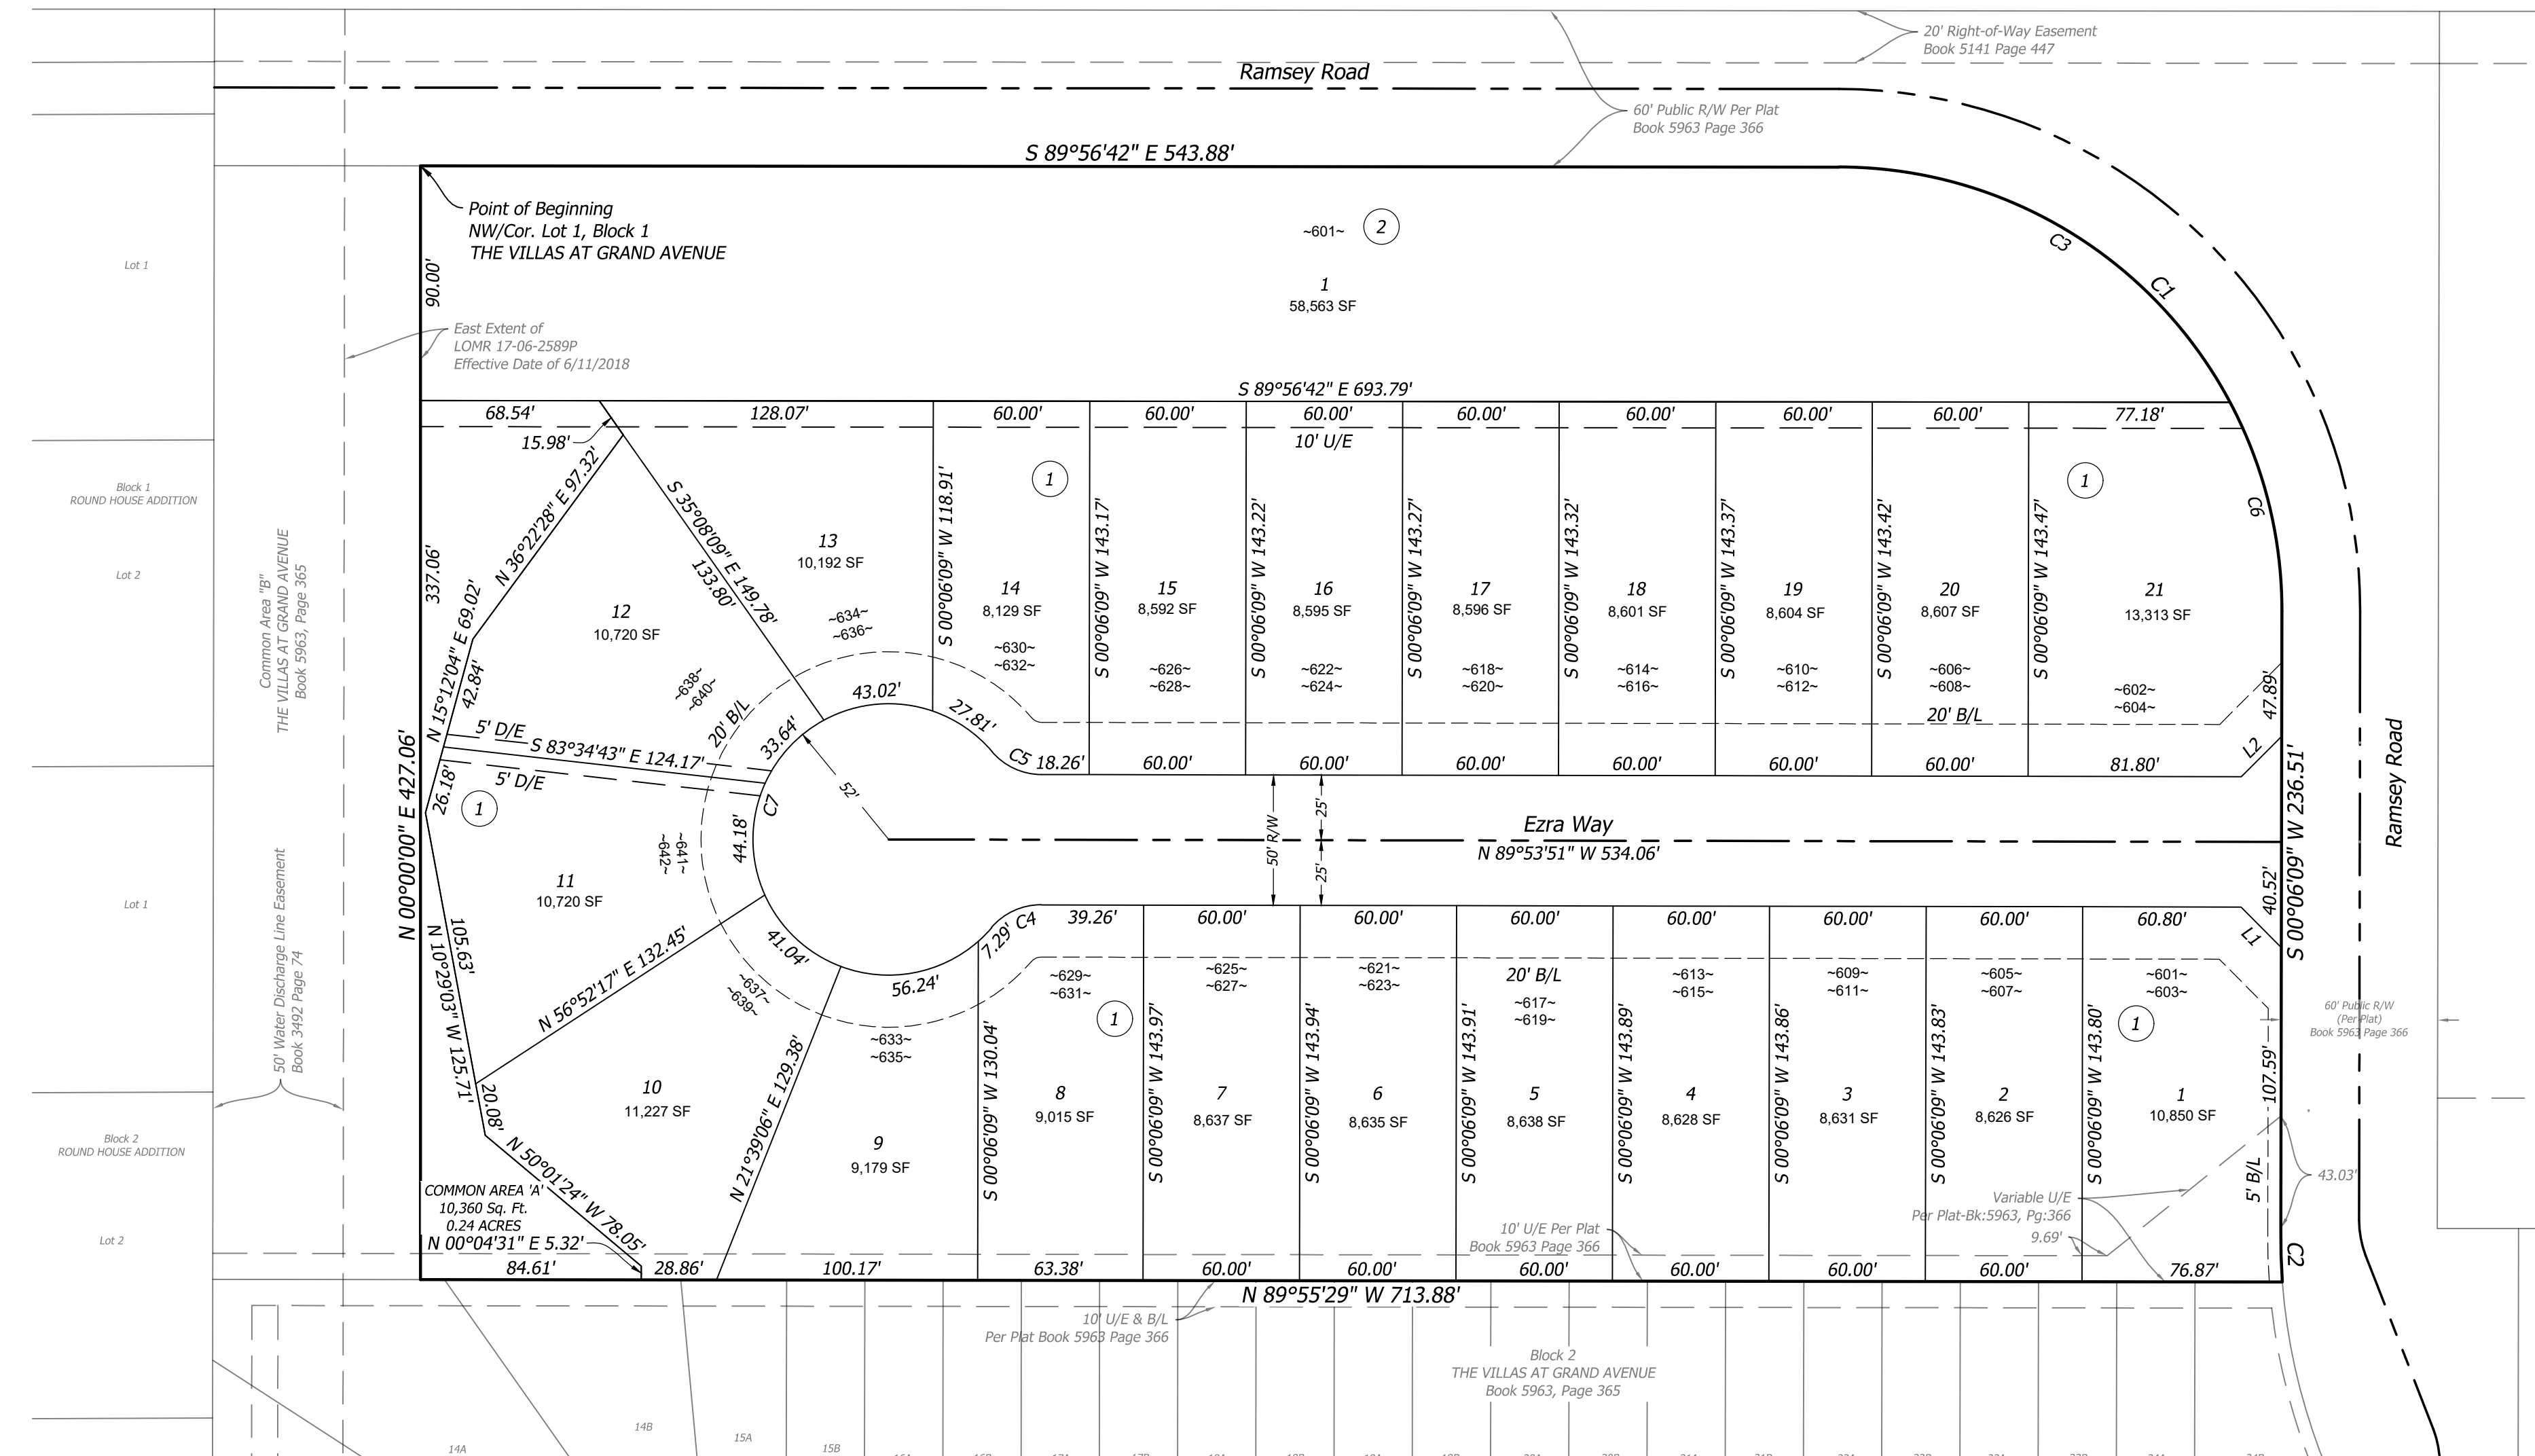 20' Right-of-Way Easement
Book 5141 Page 447
Ramsey Road
60' Public R/W Per Plat
Book 5963 Page 366
S 89°56'42" E 543.88'
Point of Beginning
NW/Cor. Lot 1, Block 1
THE VILLAS AT GRAND AVENUE
~601~
2
1
58,563 SF
C3
C1
Lot 1
90.00'
East Extent of
LOMR 17-06-2589P
Effective Date of 6/11/2018
S 89°56'42" E 693.79'
68.54'
128.07'
60.00'
60.00'
60.00'
60.00'
60.00'
60.00'
60.00'
77.18'
15.98'
10' U/E
1
1
Block 1
ROUND HOUSE ADDITION
Lot 2
Common Area "B"
THE VILLAS AT GRAND AVENUE
Book 5963, Page 365
337.06'
N 36°22'28" E 97.32'
S 35°08'09" E 149.78'
133.80'
S 00°06'09" W 118.91'
S 00°06'09" W 143.17'
S 00°06'09" W 143.22'
S 00°06'09" W 143.27'
S 00°06'09" W 143.32'
S 00°06'09" W 143.37'
S 00°06'09" W 143.42'
S 00°06'09" W 143.47'
C6
13
10,192 SF
~634~
~636~
12
10,720 SF
~638~
~640~
14
8,129 SF
~630~
~632~
15
8,592 SF
~626~
~628~
16
8,595 SF
~622~
~624~
17
8,596 SF
~618~
~620~
18
8,601 SF
~614~
~616~
19
8,604 SF
~610~
~612~
20
8,607 SF
~606~
~608~
21
13,313 SF
~602~
~604~
N 15°12'04" E 69.02'
42.84'
20' B/L
43.02'
27.81'
33.64'
20' B/L
47.89'
5' D/E
S 83°34'43" E 124.17'
5' D/E
C5
18.26'
60.00'
60.00'
60.00'
60.00'
60.00'
60.00'
81.80'
L2
26.18'
1
C7
52'
44.18'
~641~
~642~
N 00°00'00" E 427.06'
50' R/W
25'
25'
Ezra Way
N 89°53'51" W 534.06'
S 00°06'09" W 236.51'
Ramsey Road
Lot 1
50' Water Discharge Line Easement
Book 3492 Page 74
11
10,720 SF
105.63'
N 10°29'03" W 125.71'
N 56°52'17" E 132.45'
41.04'
56.24'
7.29'
C4
39.26'
60.00'
60.00'
60.00'
60.00'
60.00'
60.00'
60.80'
L1
40.52'
~637~
~639~
~633~
~635~
~629~
~631~
~625~
~627~
~621~
~623~
20' B/L
~617~
~619~
~613~
~615~
~609~
~611~
~605~
~607~
~601~
~603~
1
1
60' Public R/W
(Per Plat)
Book 5963 Page 366
20.08'
10
11,227 SF
N 21°39'06" E 129.38'
9
9,179 SF
S 00°06'09" W 130.04'
8
9,015 SF
S 00°06'09" W 143.97'
7
8,637 SF
S 00°06'09" W 143.94'
6
8,635 SF
S 00°06'09" W 143.91'
5
8,638 SF
S 00°06'09" W 143.89'
4
8,628 SF
S 00°06'09" W 143.86'
3
8,631 SF
S 00°06'09" W 143.83'
2
8,626 SF
S 00°06'09" W 143.80'
1
10,850 SF
107.59'
5' B/L
43.03'
Block 2
ROUND HOUSE ADDITION
Lot 2
N 50°01'24" W 78.05'
COMMON AREA 'A'
10,360 Sq. Ft.
0.24 ACRES
N 00°04'31" E 5.32'
Variable U/E
Per Plat-Bk:5963, Pg:366
9.69'
10' U/E Per Plat
Book 5963 Page 366
C2
84.61'
28.86'
100.17'
63.38'
60.00'
60.00'
60.00'
60.00'
60.00'
60.00'
76.87'
N 89°55'29" W 713.88'
10' U/E & B/L
Per Plat Book 5963 Page 366
Block 2
THE VILLAS AT GRAND AVENUE
Book 5963, Page 365
14A
14B
15A
15B